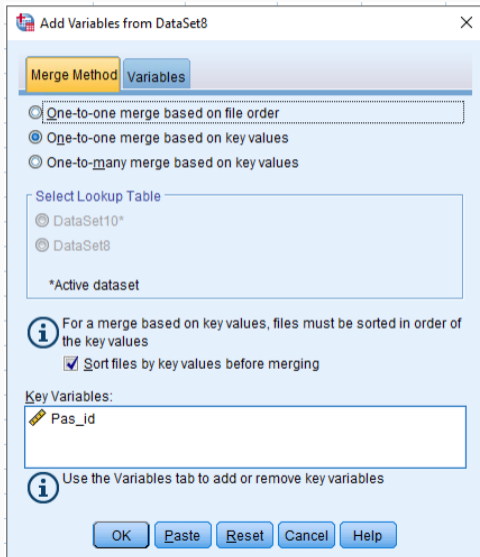 Add Variables from DataSet8
Merge Method Variables
One-to-one merge based on file order
One-to-one merge based on key values
One-to-many merge based on key values
Select Lookup Table
DataSet10*
DataSet8
*Active dataset
For a merge based on key values, files must be sorted in order of
the key values
Sort files by key values before merging
Key Variables:
Pas_id
Use the Variables tab to add or remove key variables
OK Paste Reset Cancel Help